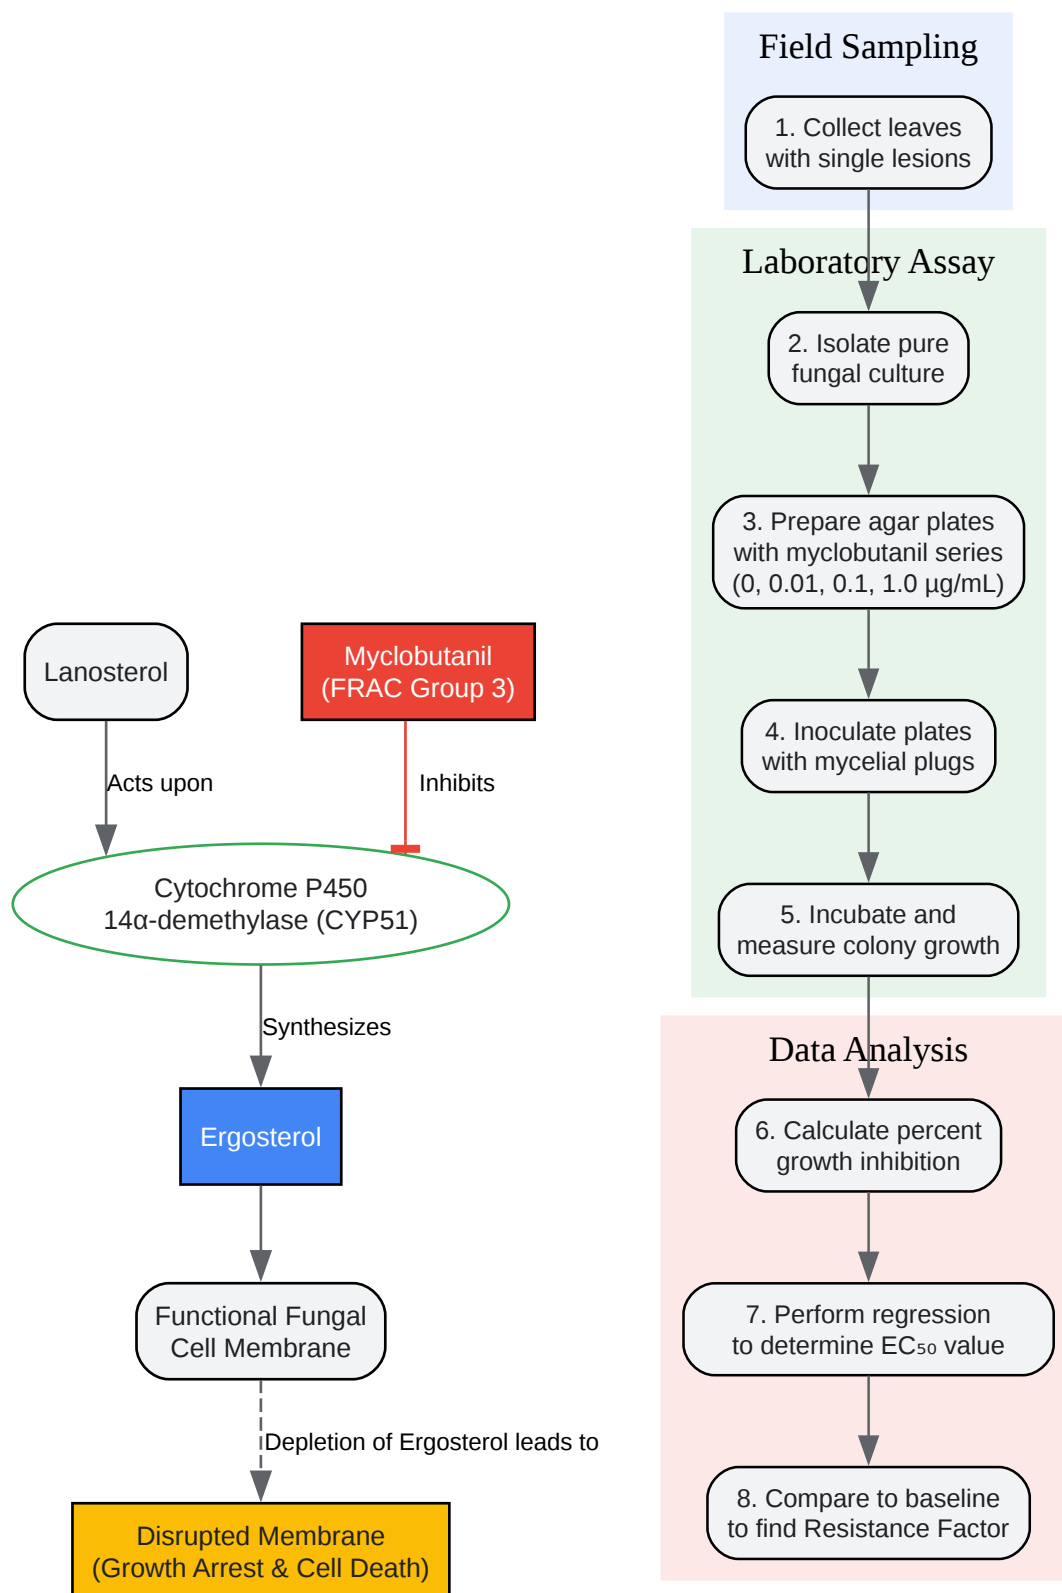 Field Sampling
1. Collect leaves
with single lesions
Laboratory Assay
2. Isolate pure
fungal culture
3. Prepare agar plates
with myclobutanil series
(0, 0.01, 0.1, 1.0 µg/mL)
4. Inoculate plates
with mycelial plugs
5. Incubate and
measure colony growth
Data Analysis
6. Calculate percent
growth inhibition
7. Perform regression
to determine EC₅₀ value
8. Compare to baseline
to find Resistance Factor
Lanosterol
Myclobutanil
(FRAC Group 3)
Acts upon
Inhibits
Cytochrome P450
14α-demethylase (CYP51)
Synthesizes
Ergosterol
Functional Fungal
Cell Membrane
Depletion of Ergosterol leads to
Disrupted Membrane
(Growth Arrest & Cell Death)